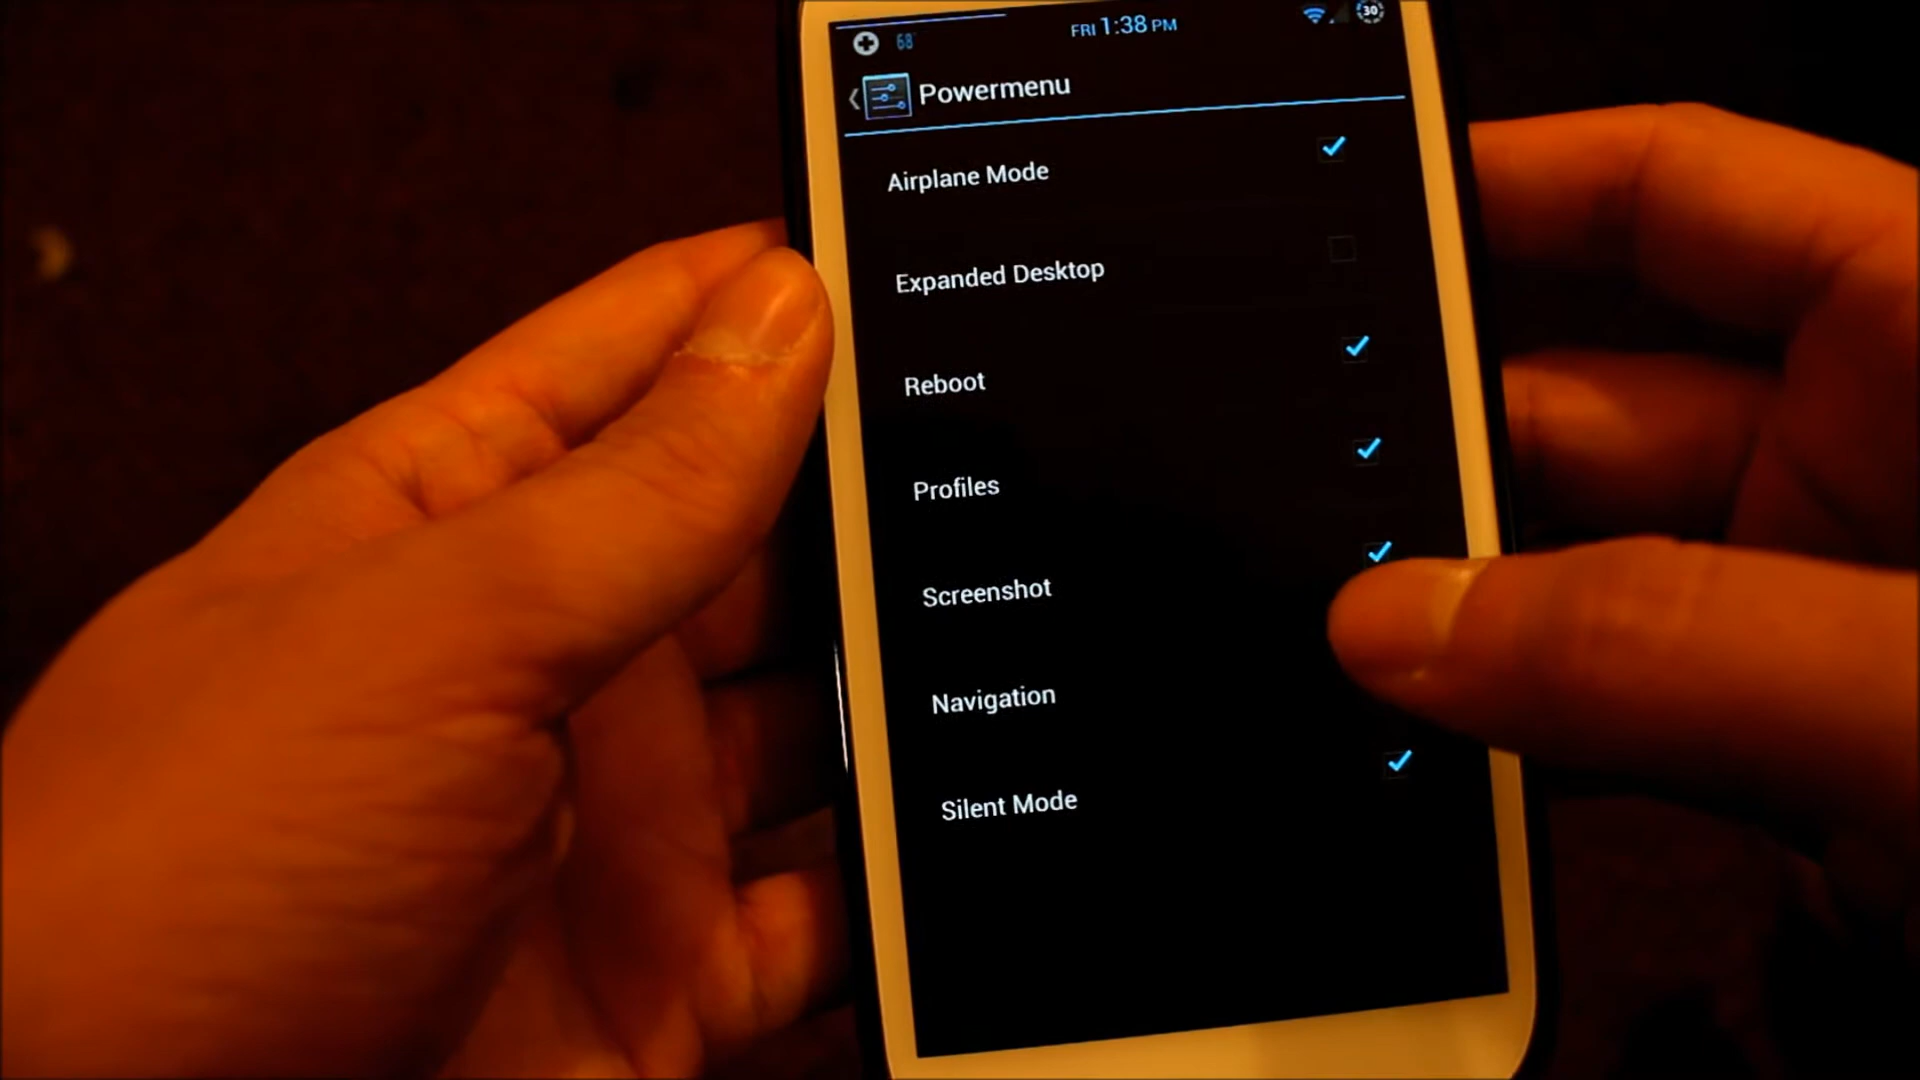 68°
FRI 1:38 PM
30
Powermenu
Airplane Mode
Expanded Desktop
Reboot
Profiles
Screenshot
Navigation
Silent Mode